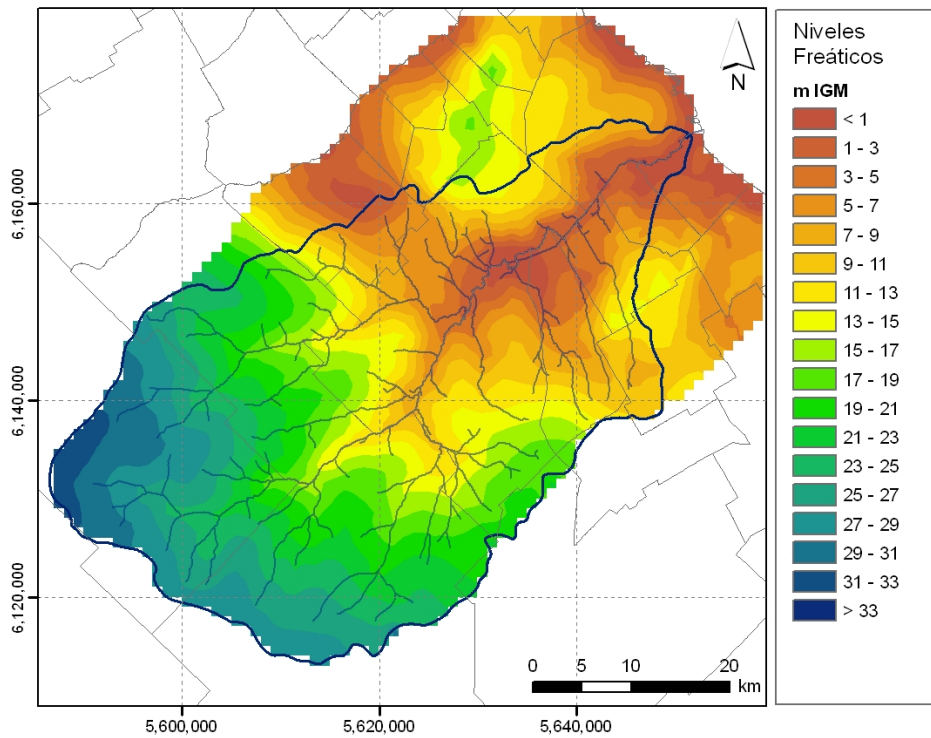 Niveles
Freáticos
m IGM
< 1
1 - 3
3 - 5
5 - 7
7 - 9
9 - 11
11 - 13
13 - 15
15 - 17
17 - 19
19 - 21
21 - 23
23 - 25
25 - 27
27 - 29
29 - 31
31 - 33
> 33
N
6,160,000
6,140,000
6,120,000
0 5 10 20
km
5,600,000 5,620,000 5,640,000